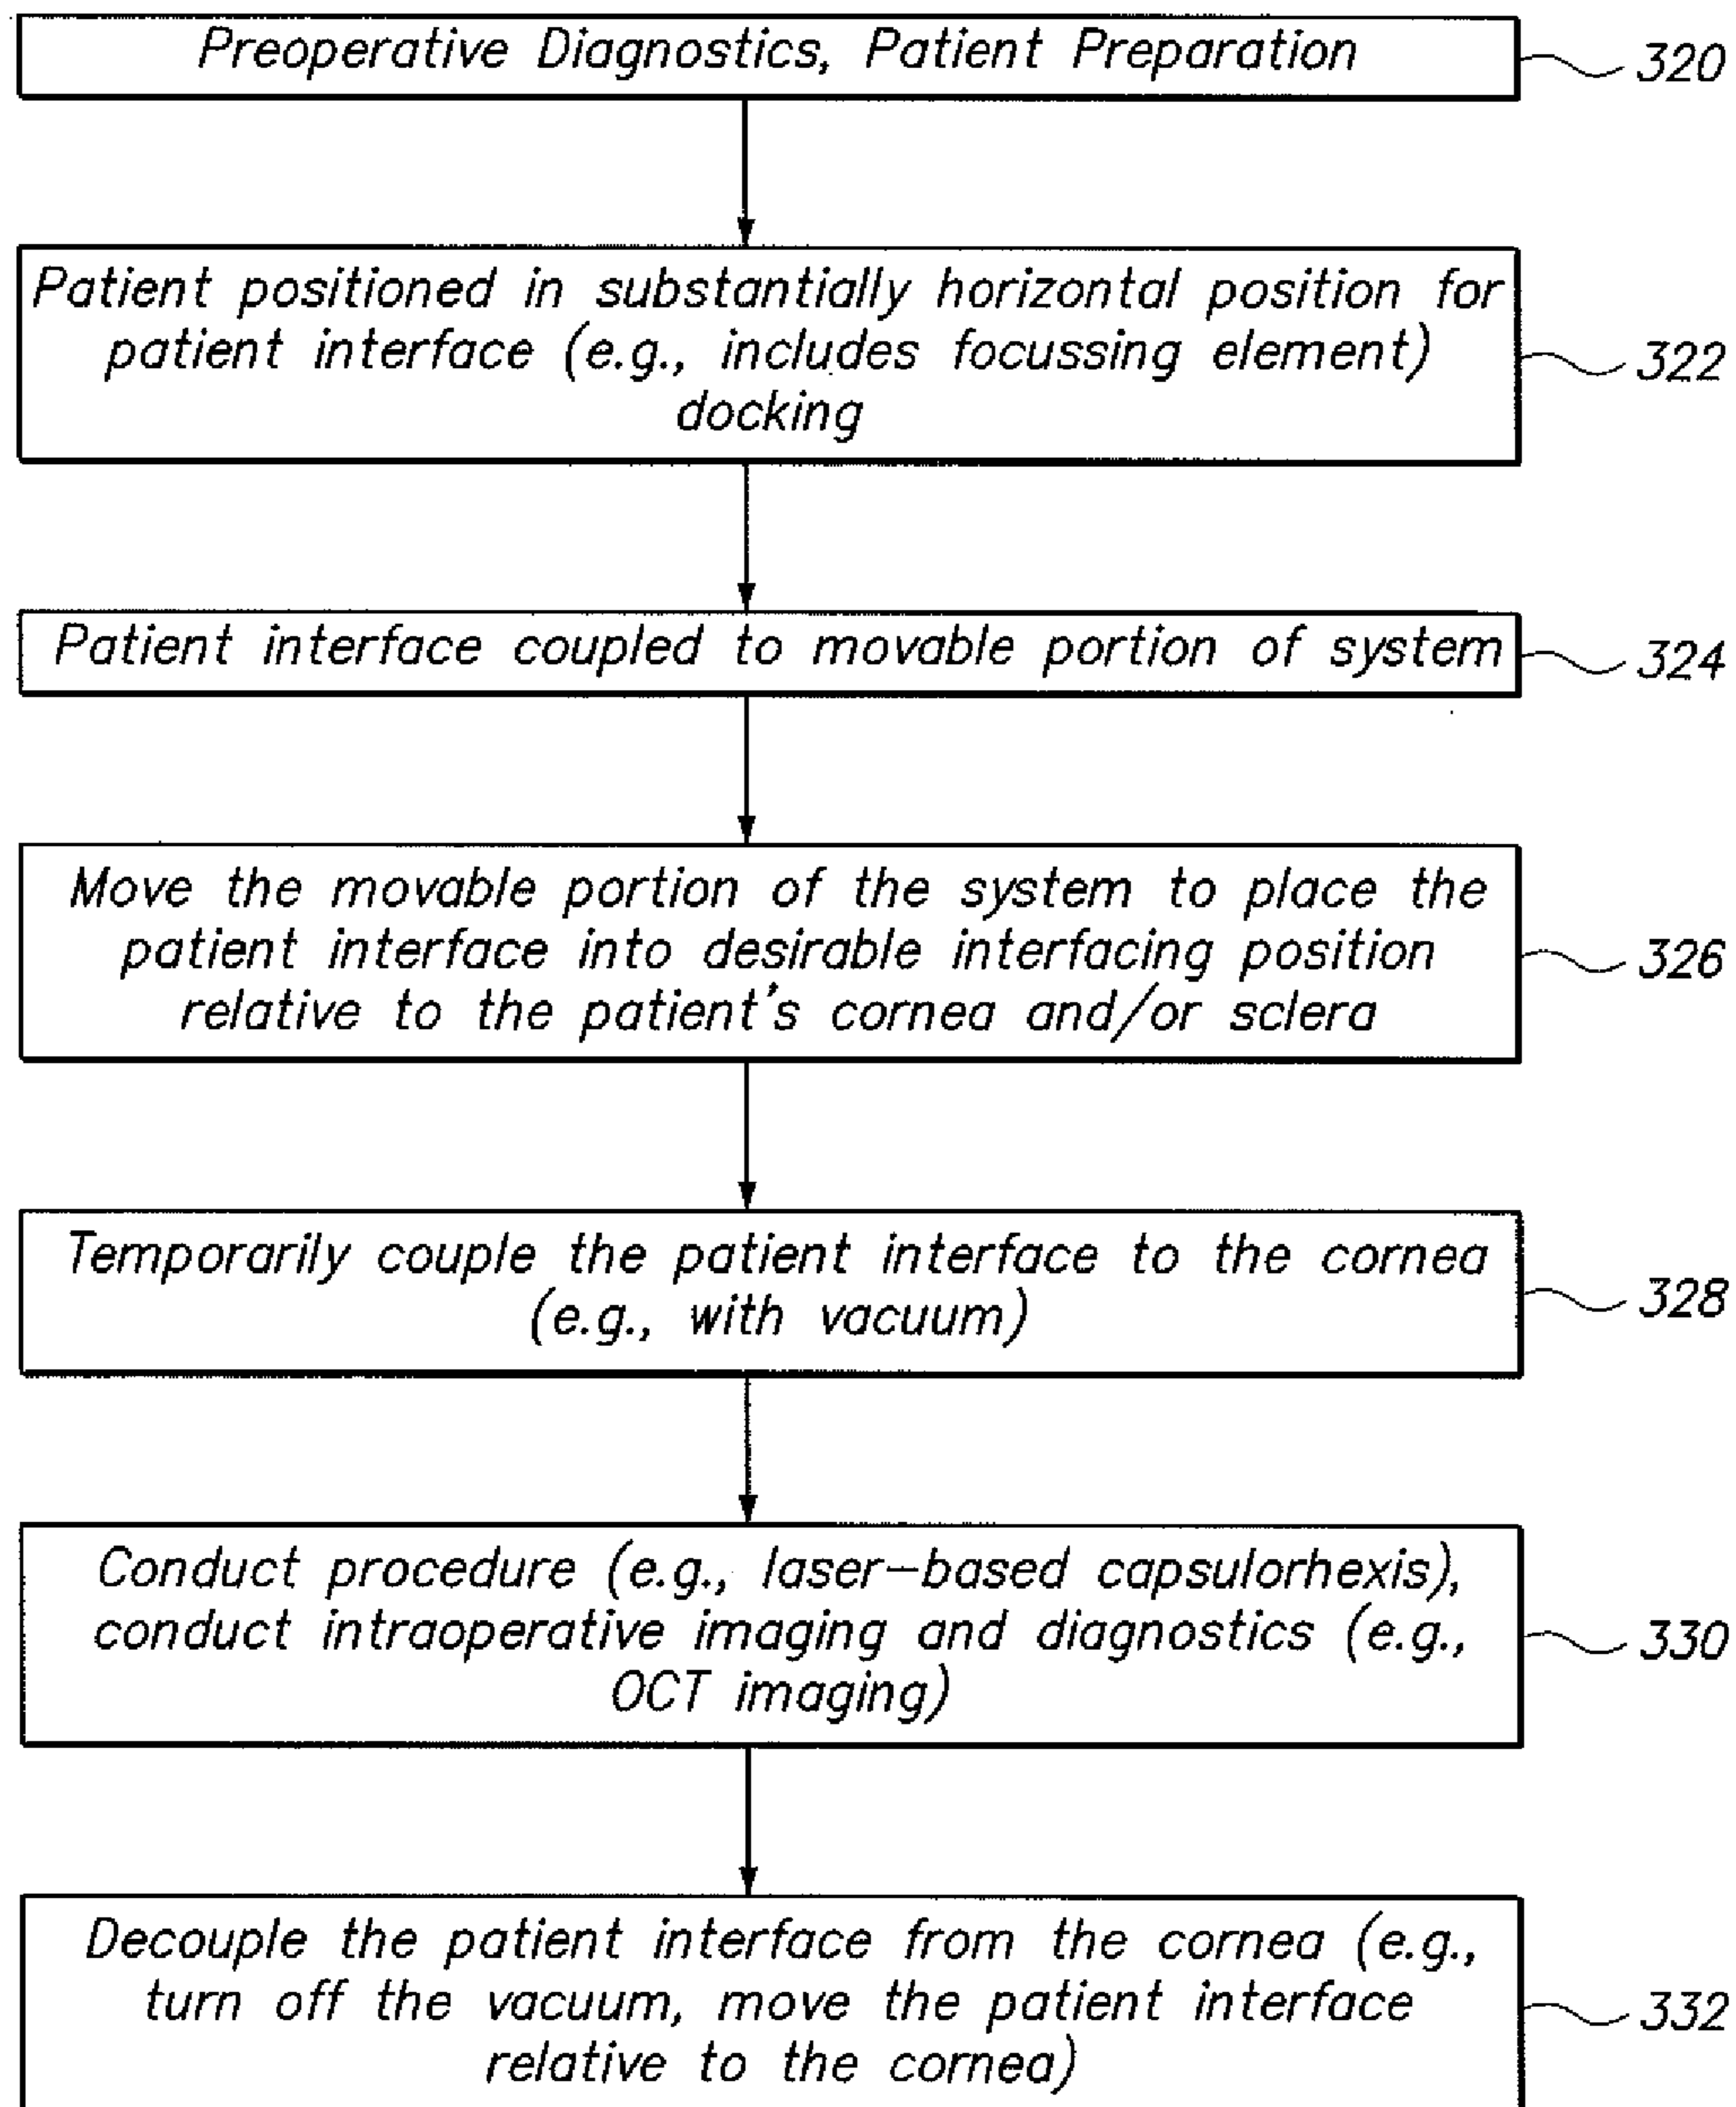 Preoperative Diagnostics, Patient Preparation
320
Patient positioned in substantially horizontal position for
patient interface (e.g., includes focussing element)
docking
322
Patient interface coupled to movable portion of system
324
Move the movable portion of the system to place the
patient interface into desirable interfacing position
relative to the patient's cornea and/or sclera
326
Temporarily couple the patient interface to the cornea
(e.g., with vacuum)
328
Conduct procedure (e.g., laser-based capsulorhexis),
conduct intraoperative imaging and diagnostics (e.g.,
OCT imaging)
330
Decouple the patient interface from the cornea (e.g.,
turn off the vacuum, move the patient interface
relative to the cornea)
332